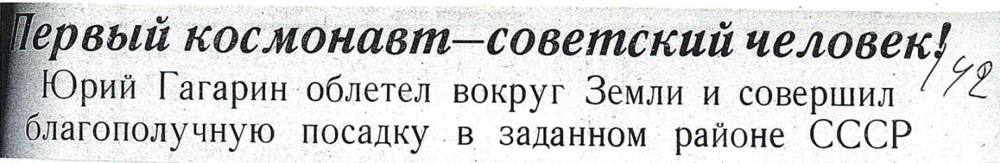 Первый космонавт—советский человек!
Юрий Гагарин облетел вокруг Земли и совершил
благополучную посадку в заданном районе СССР